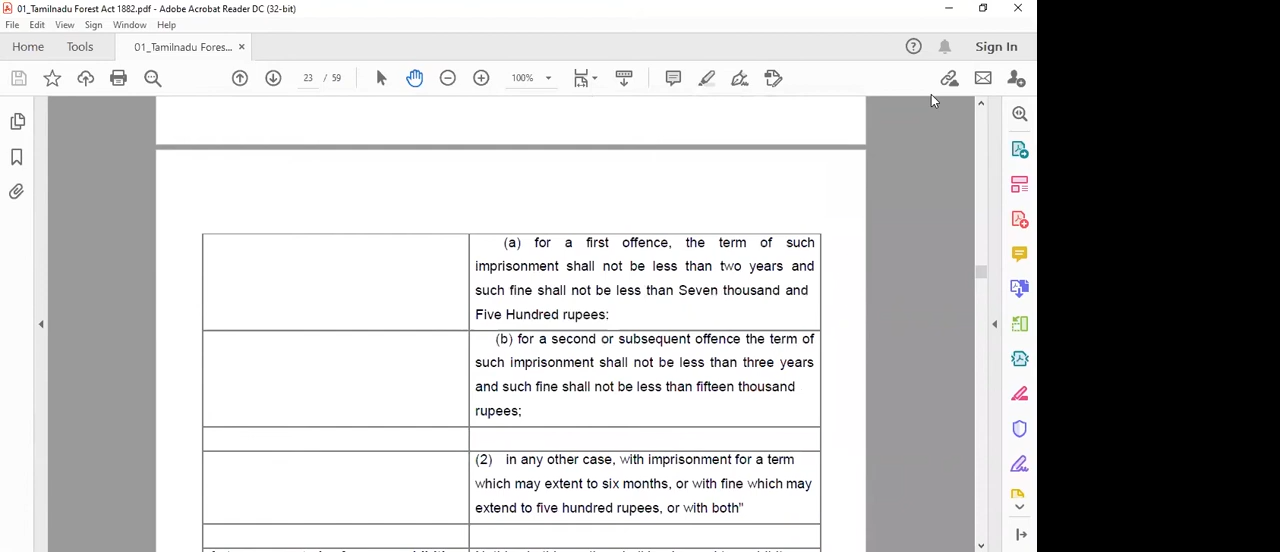 01_Tamilnadu Forest Act 1882.pdf - Adobe Acrobat Reader DC (32-bit)
File Edit View Sign Window Help
Home Tools 01_Tamilnadu Fores... × Sign In
23 / 59 100%
(a) for a first offence, the term of such
imprisonment shall not be less than two years and
such fine shall not be less than Seven thousand and
Five Hundred rupees:
(b) for a second or subsequent offence the term of
such imprisonment shall not be less than three years
and such fine shall not be less than fifteen thousand
rupees;
(2) in any other case, with imprisonment for a term
which may extend to six months, or with fine which may
extend to five hundred rupees, or with both"